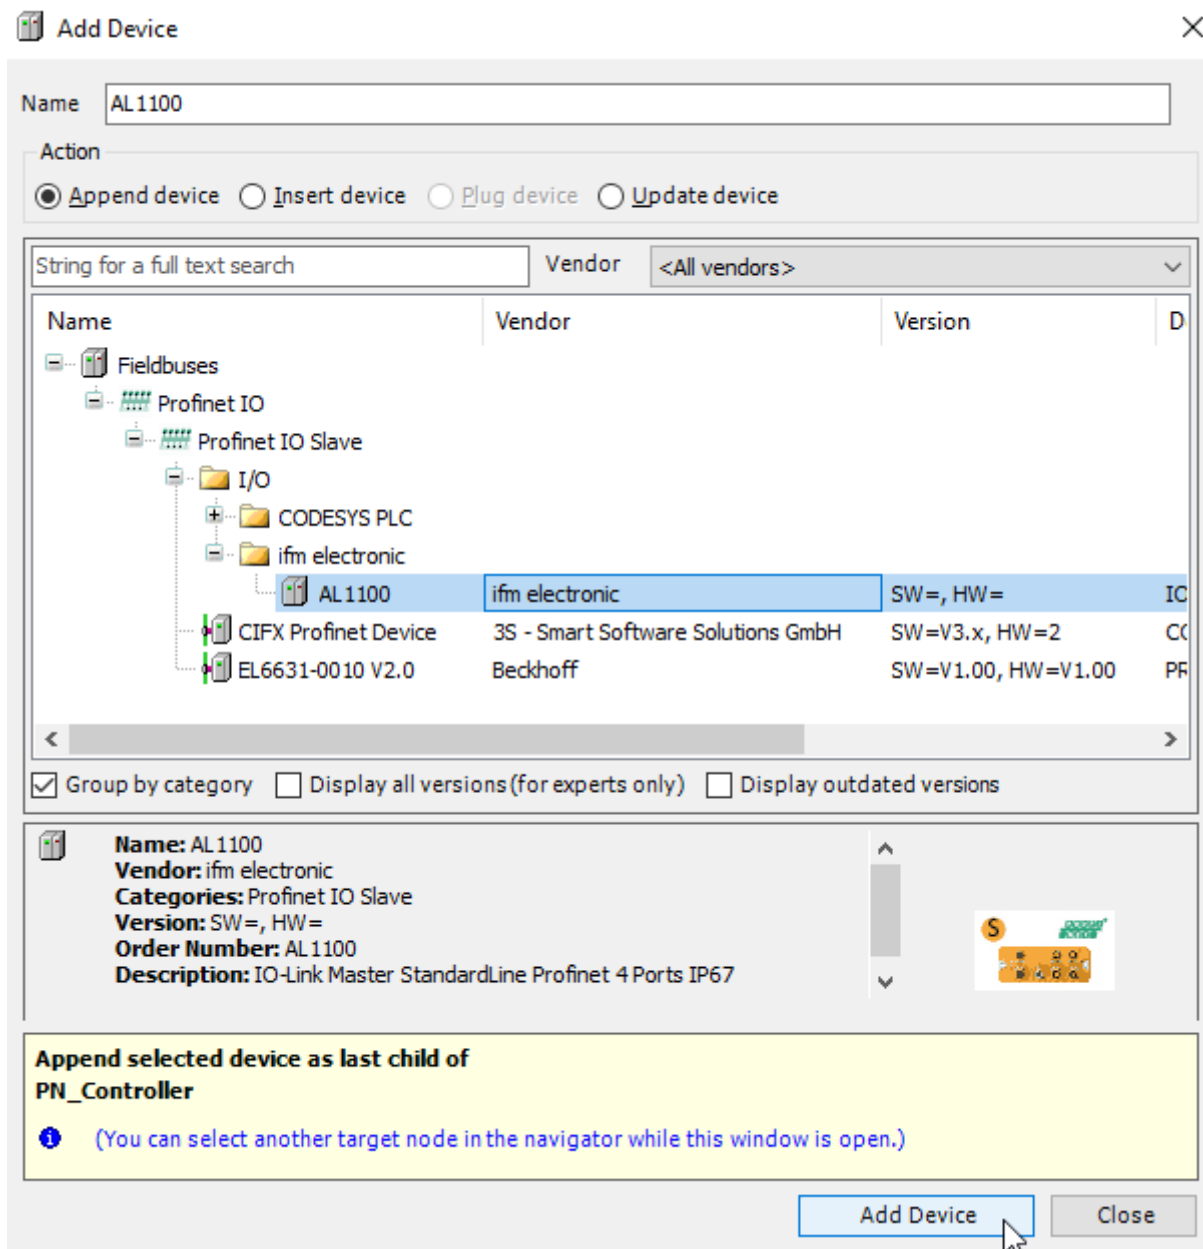 Add Device
Name AL1100
Action
Append device Insert device Plug device Update device
String for a full text search Vendor <All vendors>
Name Vendor Version D
Fieldbuses
Profinet IO
Profinet IO Slave
I/O
CODESYS PLC
ifm electronic
AL1100 ifm electronic SW=, HW= IO
CIFX Profinet Device 3S - Smart Software Solutions GmbH SW=V3.x, HW=2 CO
EL6631-0010 V2.0 Beckhoff SW=V1.00, HW=V1.00 PR
Group by category Display all versions (for experts only) Display outdated versions
Name: AL1100
Vendor: ifm electronic
Categories: Profinet IO Slave
Version: SW=, HW=
Order Number: AL1100
Description: IO-Link Master StandardLine Profinet 4 Ports IP67
S
Append selected device as last child of
PN_Controller
(You can select another target node in the navigator while this window is open.)
Add Device Close